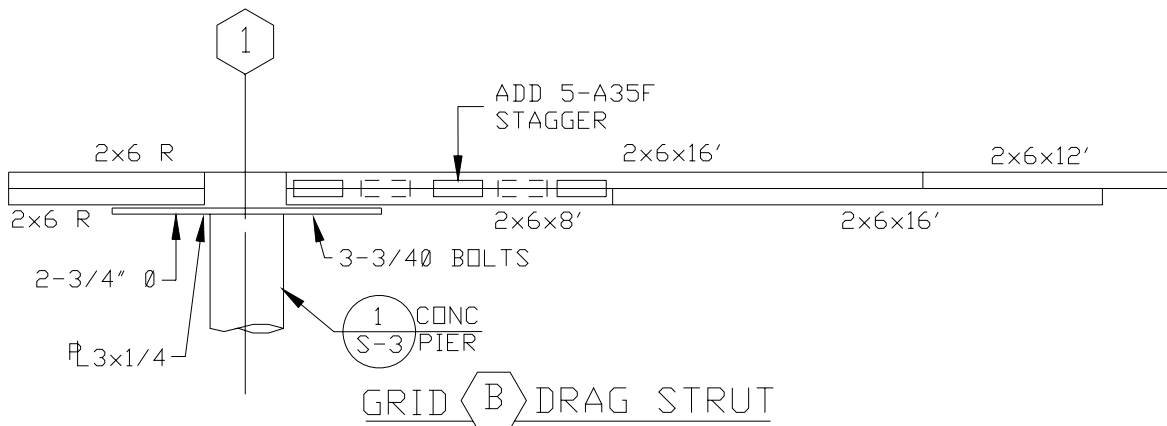 1
ADD 5-A35F
STAGGER
2x6 R
2x6x16'
2x6x12'
2x6 R
2x6x8'
2x6x16'
2-3/4" Ø
3-3/40 BOLTS
1
CONC
S-3
PIER
PL3x1/4
GRID B DRAG STRUT